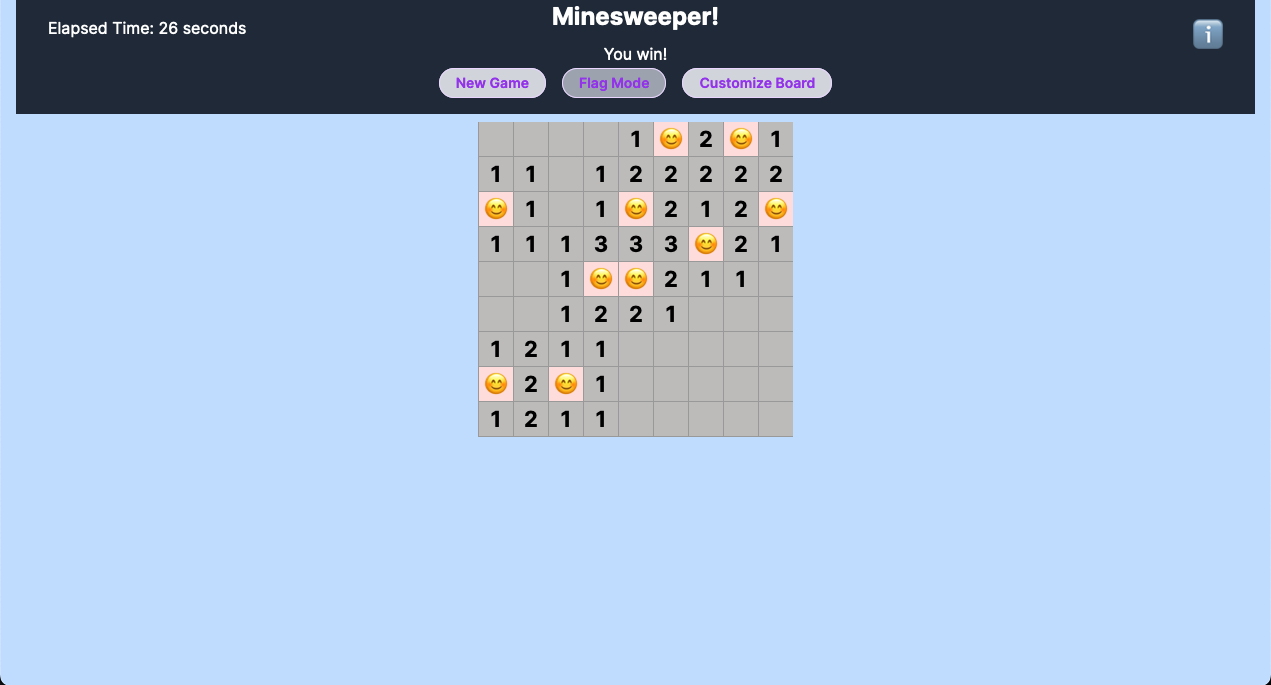 Minesweeper!
Elapsed Time: 26 seconds
ℹ️
You win!
New Game Flag Mode Customize Board
1 😊 2 😊 1
1 1 1 2 2 2 2 2
😊 1 1 😊 2 1 2 😊
1 1 1 3 3 3 😊 2 1
1 😊 😊 2 1 1
1 2 2 1
1 2 1 1
😊 2 😊 1
1 2 1 1